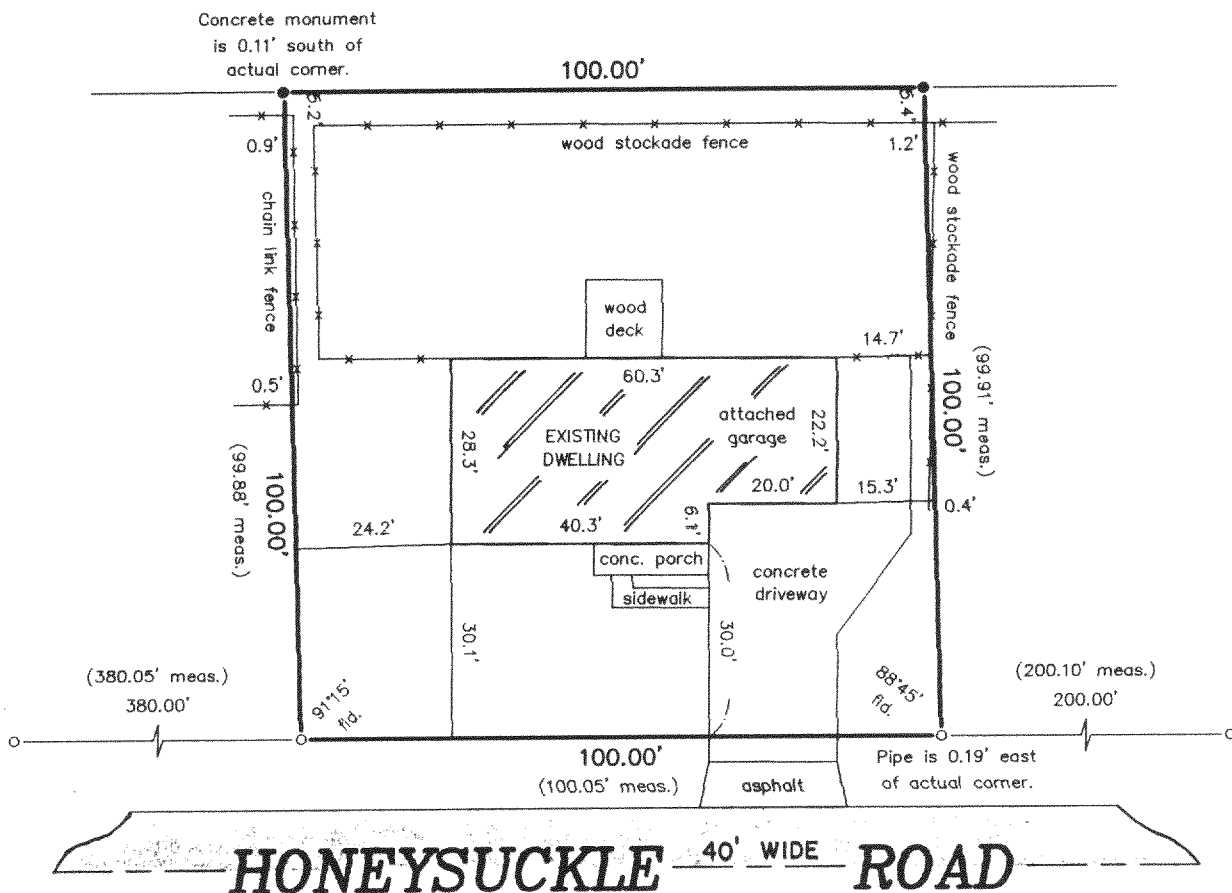 Concrete monument
is 0.11' south of
actual corner.
100.00'
5.2'
5.4'
0.9'
wood stockade fence
1.2'
chain link fence
wood stockade fence
wood
deck
14.7'
0.5'
60.3'
(99.91' meas.)
100.00'
28.3'
EXISTING
DWELLING
attached
garage
22.2'
20.0'
15.3'
0.4'
(99.88' meas.)
100.00'
24.2'
40.3'
6.1'
conc. porch
concrete
driveway
sidewalk
30.1'
30.0'
(380.05' meas.)
380.00'
91°15'
fld.
88°45'
fld.
(200.10' meas.)
200.00'
100.00'
(100.05' meas.)
asphalt
Pipe is 0.19' east
of actual corner.
HONEYSUCKLE 40' WIDE ROAD